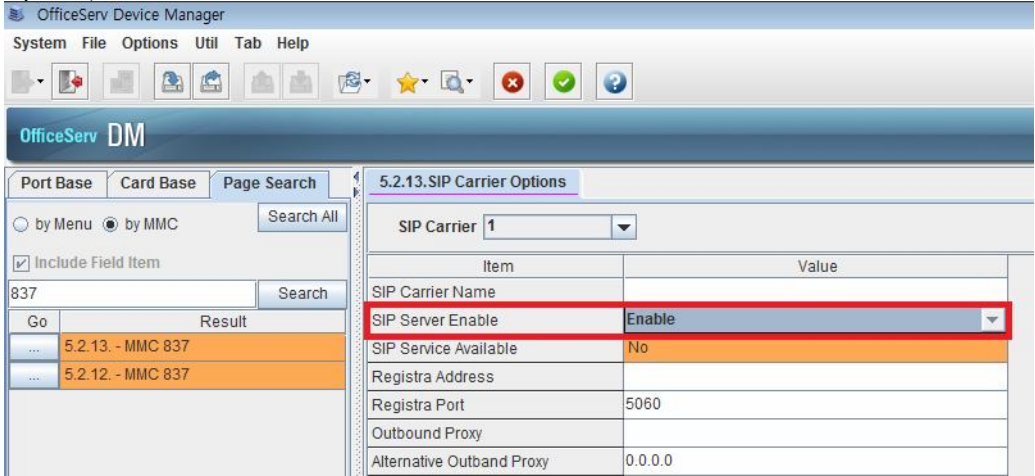 OfficeServ Device Manager
System File Options Util Tab Help
OfficeServ DM
Port Base Card Base Page Search
by Menu by MMC Search All
Include Field Item
837 Search
Go Result
... 5.2.13. - MMC 837
... 5.2.12. - MMC 837
5.2.13.SIP Carrier Options
SIP Carrier 1
Item Value
SIP Carrier Name
SIP Server Enable Enable
SIP Service Available No
Registra Address
Registra Port 5060
Outbound Proxy
Alternative Outband Proxy 0.0.0.0